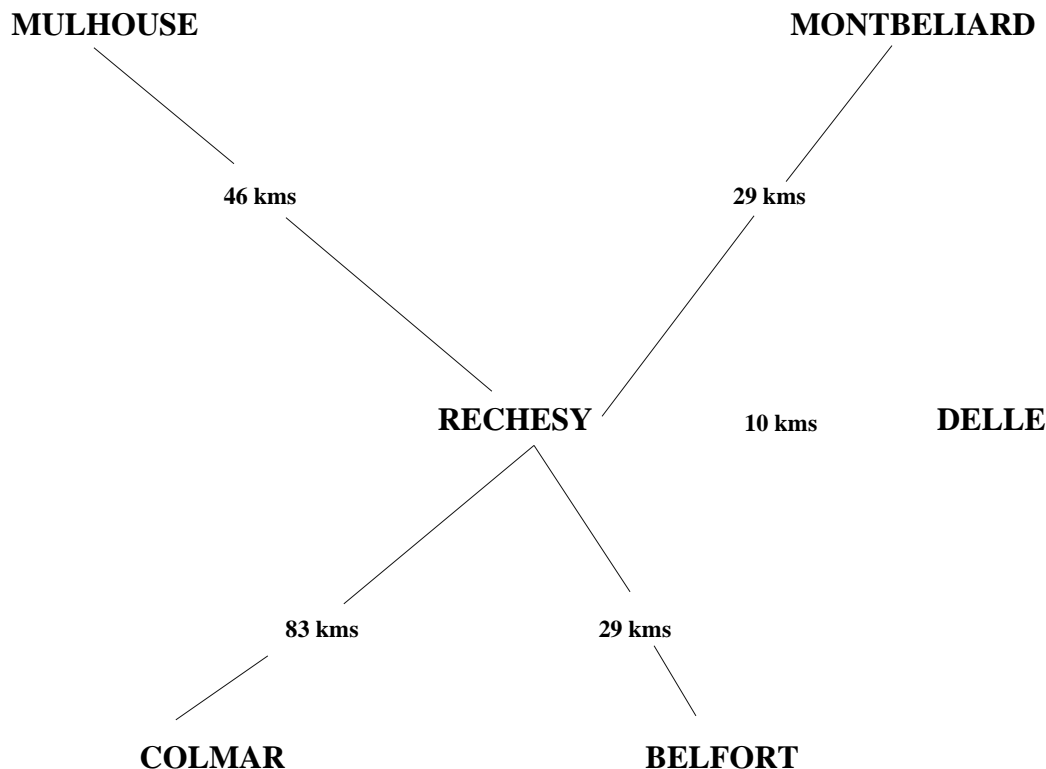 MULHOUSE
MONTBELIARD
46 kms
29 kms
RECHESY
10 kms
DELLE
83 kms
29 kms
COLMAR
BELFORT